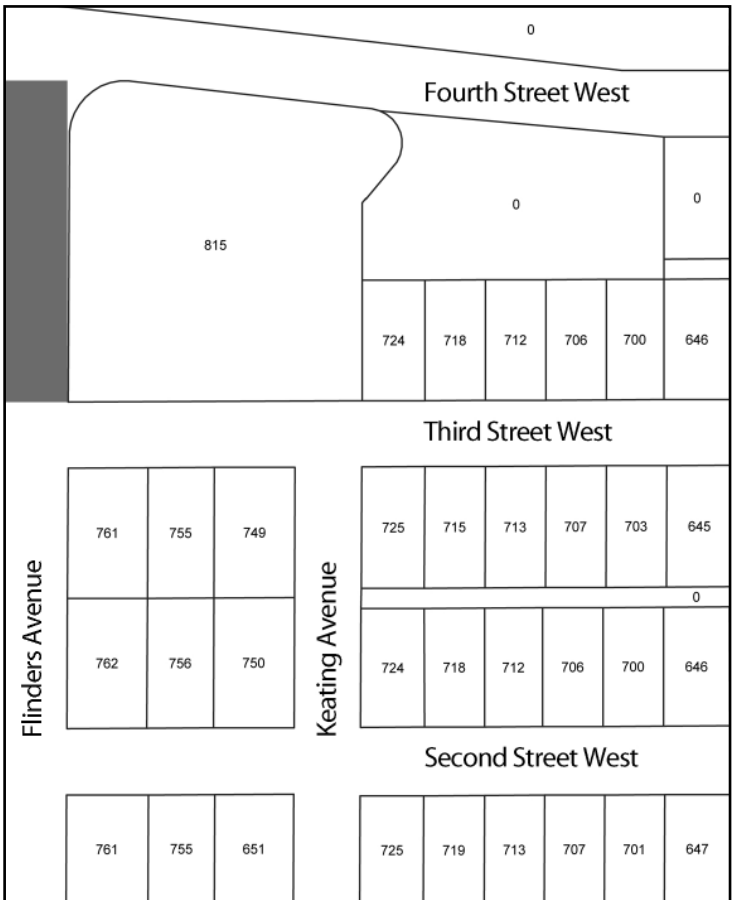 0
Fourth Street West
0
0
815
724 718 712 706 700 646
Third Street West
761 755 749
725 715 713 707 703 645
Flinders Avenue
Keating Avenue
0
762 756 750
724 718 712 706 700 646
Second Street West
761 755 651
725 719 713 707 701 647